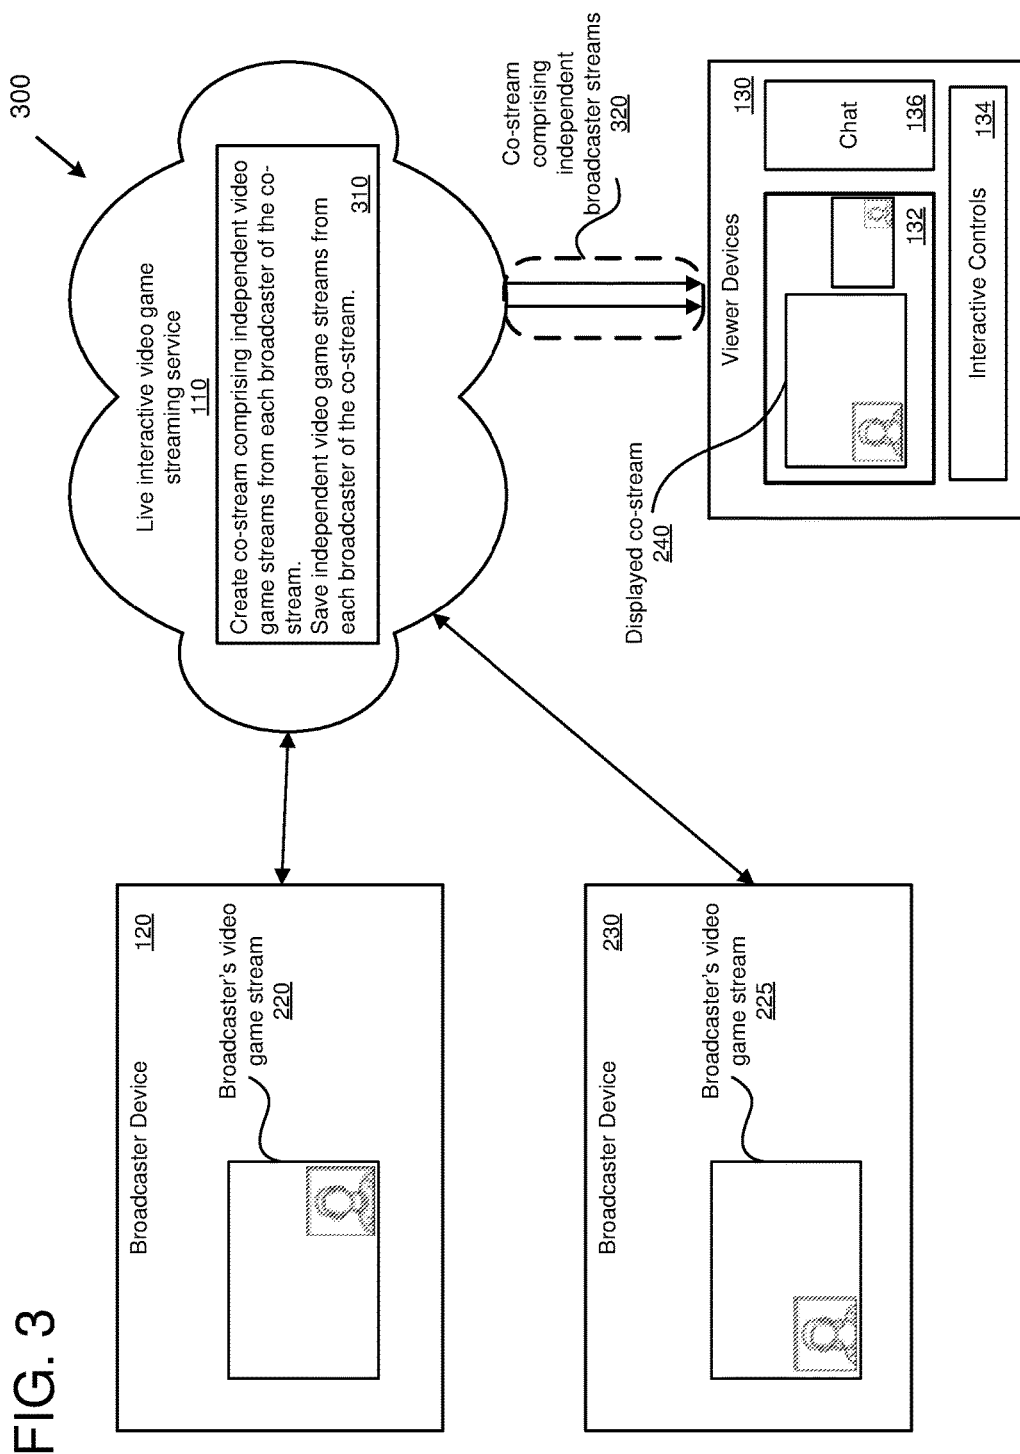 FIG. 3
300
Live interactive video game
streaming service
110
Create co-stream comprising independent video
game streams from each broadcaster of the co-
stream.
Save independent video game streams from
each broadcaster of the co-stream.
310
Broadcaster Device
120
Broadcaster's video
game stream
220
Broadcaster Device
230
Broadcaster's video
game stream
225
Co-stream
comprising
independent
broadcaster streams
320
Displayed co-stream
240
Viewer Devices
130
132
Chat
136
Interactive Controls
134